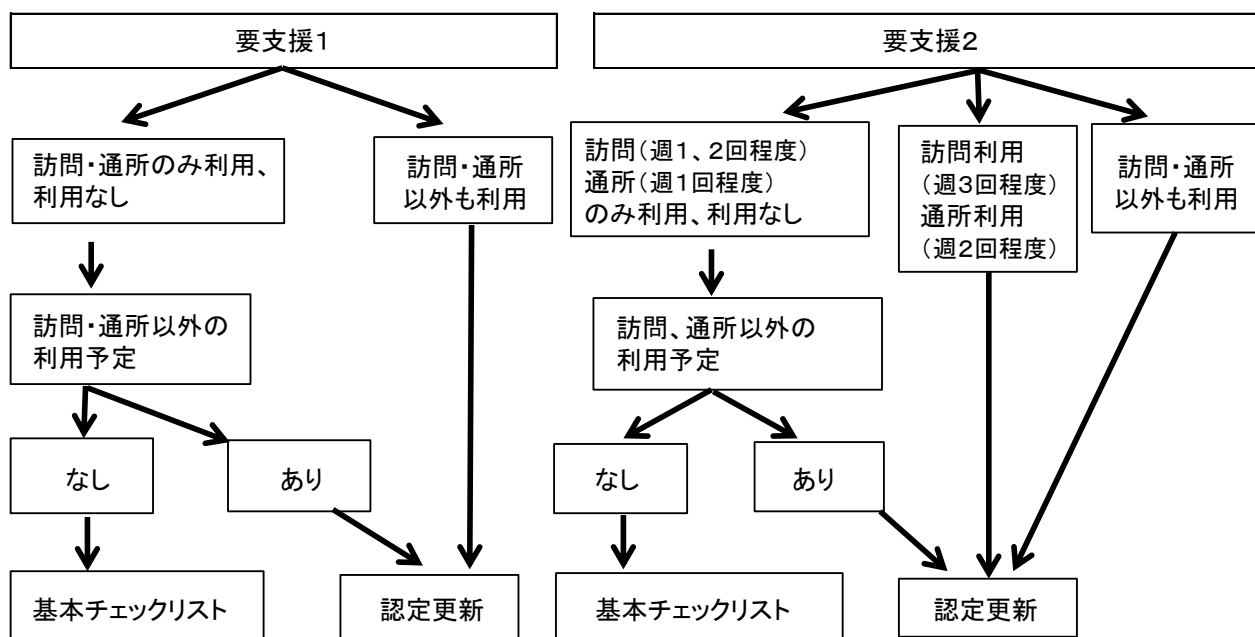 要支援1
訪問・通所のみ利用、
利用なし
訪問・通所
以外も利用
訪問・通所以外の
利用予定
なし
あり
基本チェックリスト
認定更新
要支援2
訪問(週1、2回程度)
通所(週1回程度)
のみ利用、利用なし
訪問利用
(週3回程度)
通所利用
(週2回程度)
訪問・通所
以外も利用
訪問、通所以外の
利用予定
なし
あり
基本チェックリスト
認定更新